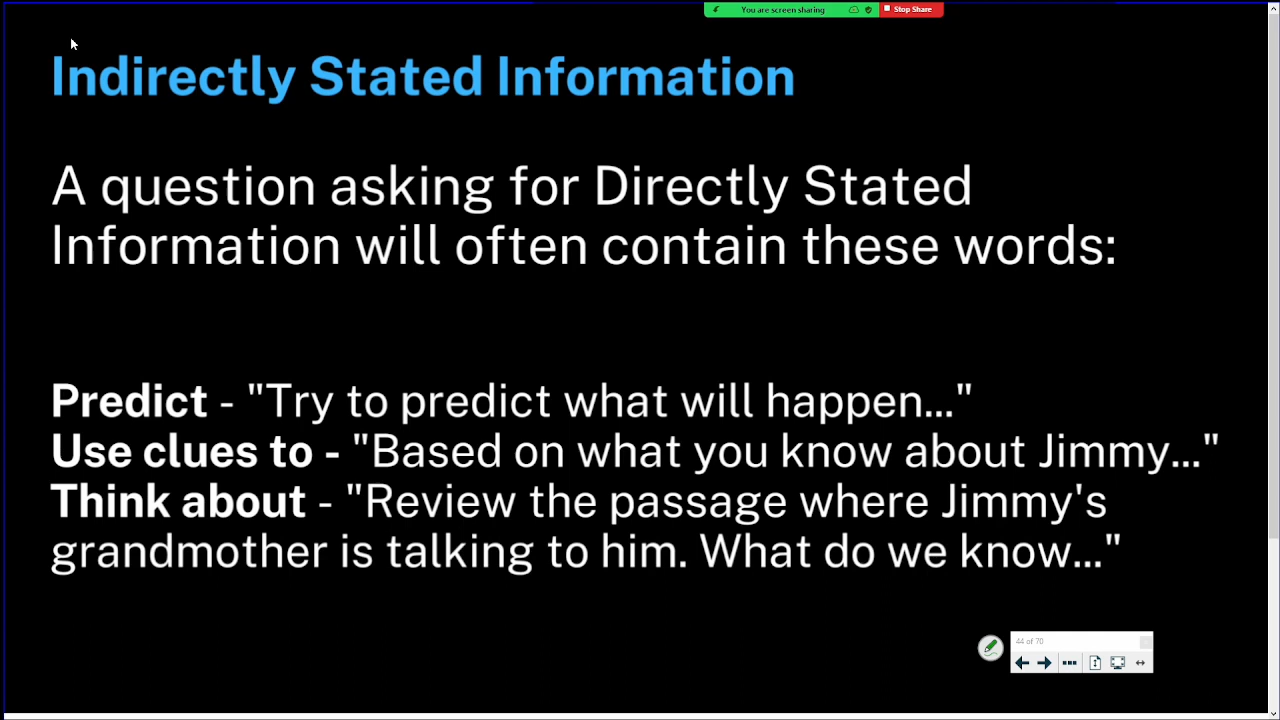 You are screen sharing
Stop Share
Indirectly Stated Information
A question asking for Directly Stated
Information will often contain these words:
Predict - "Try to predict what will happen..."
Use clues to - "Based on what you know about Jimmy..."
Think about - "Review the passage where Jimmy's
grandmother is talking to him. What do we know..."
44 of 70